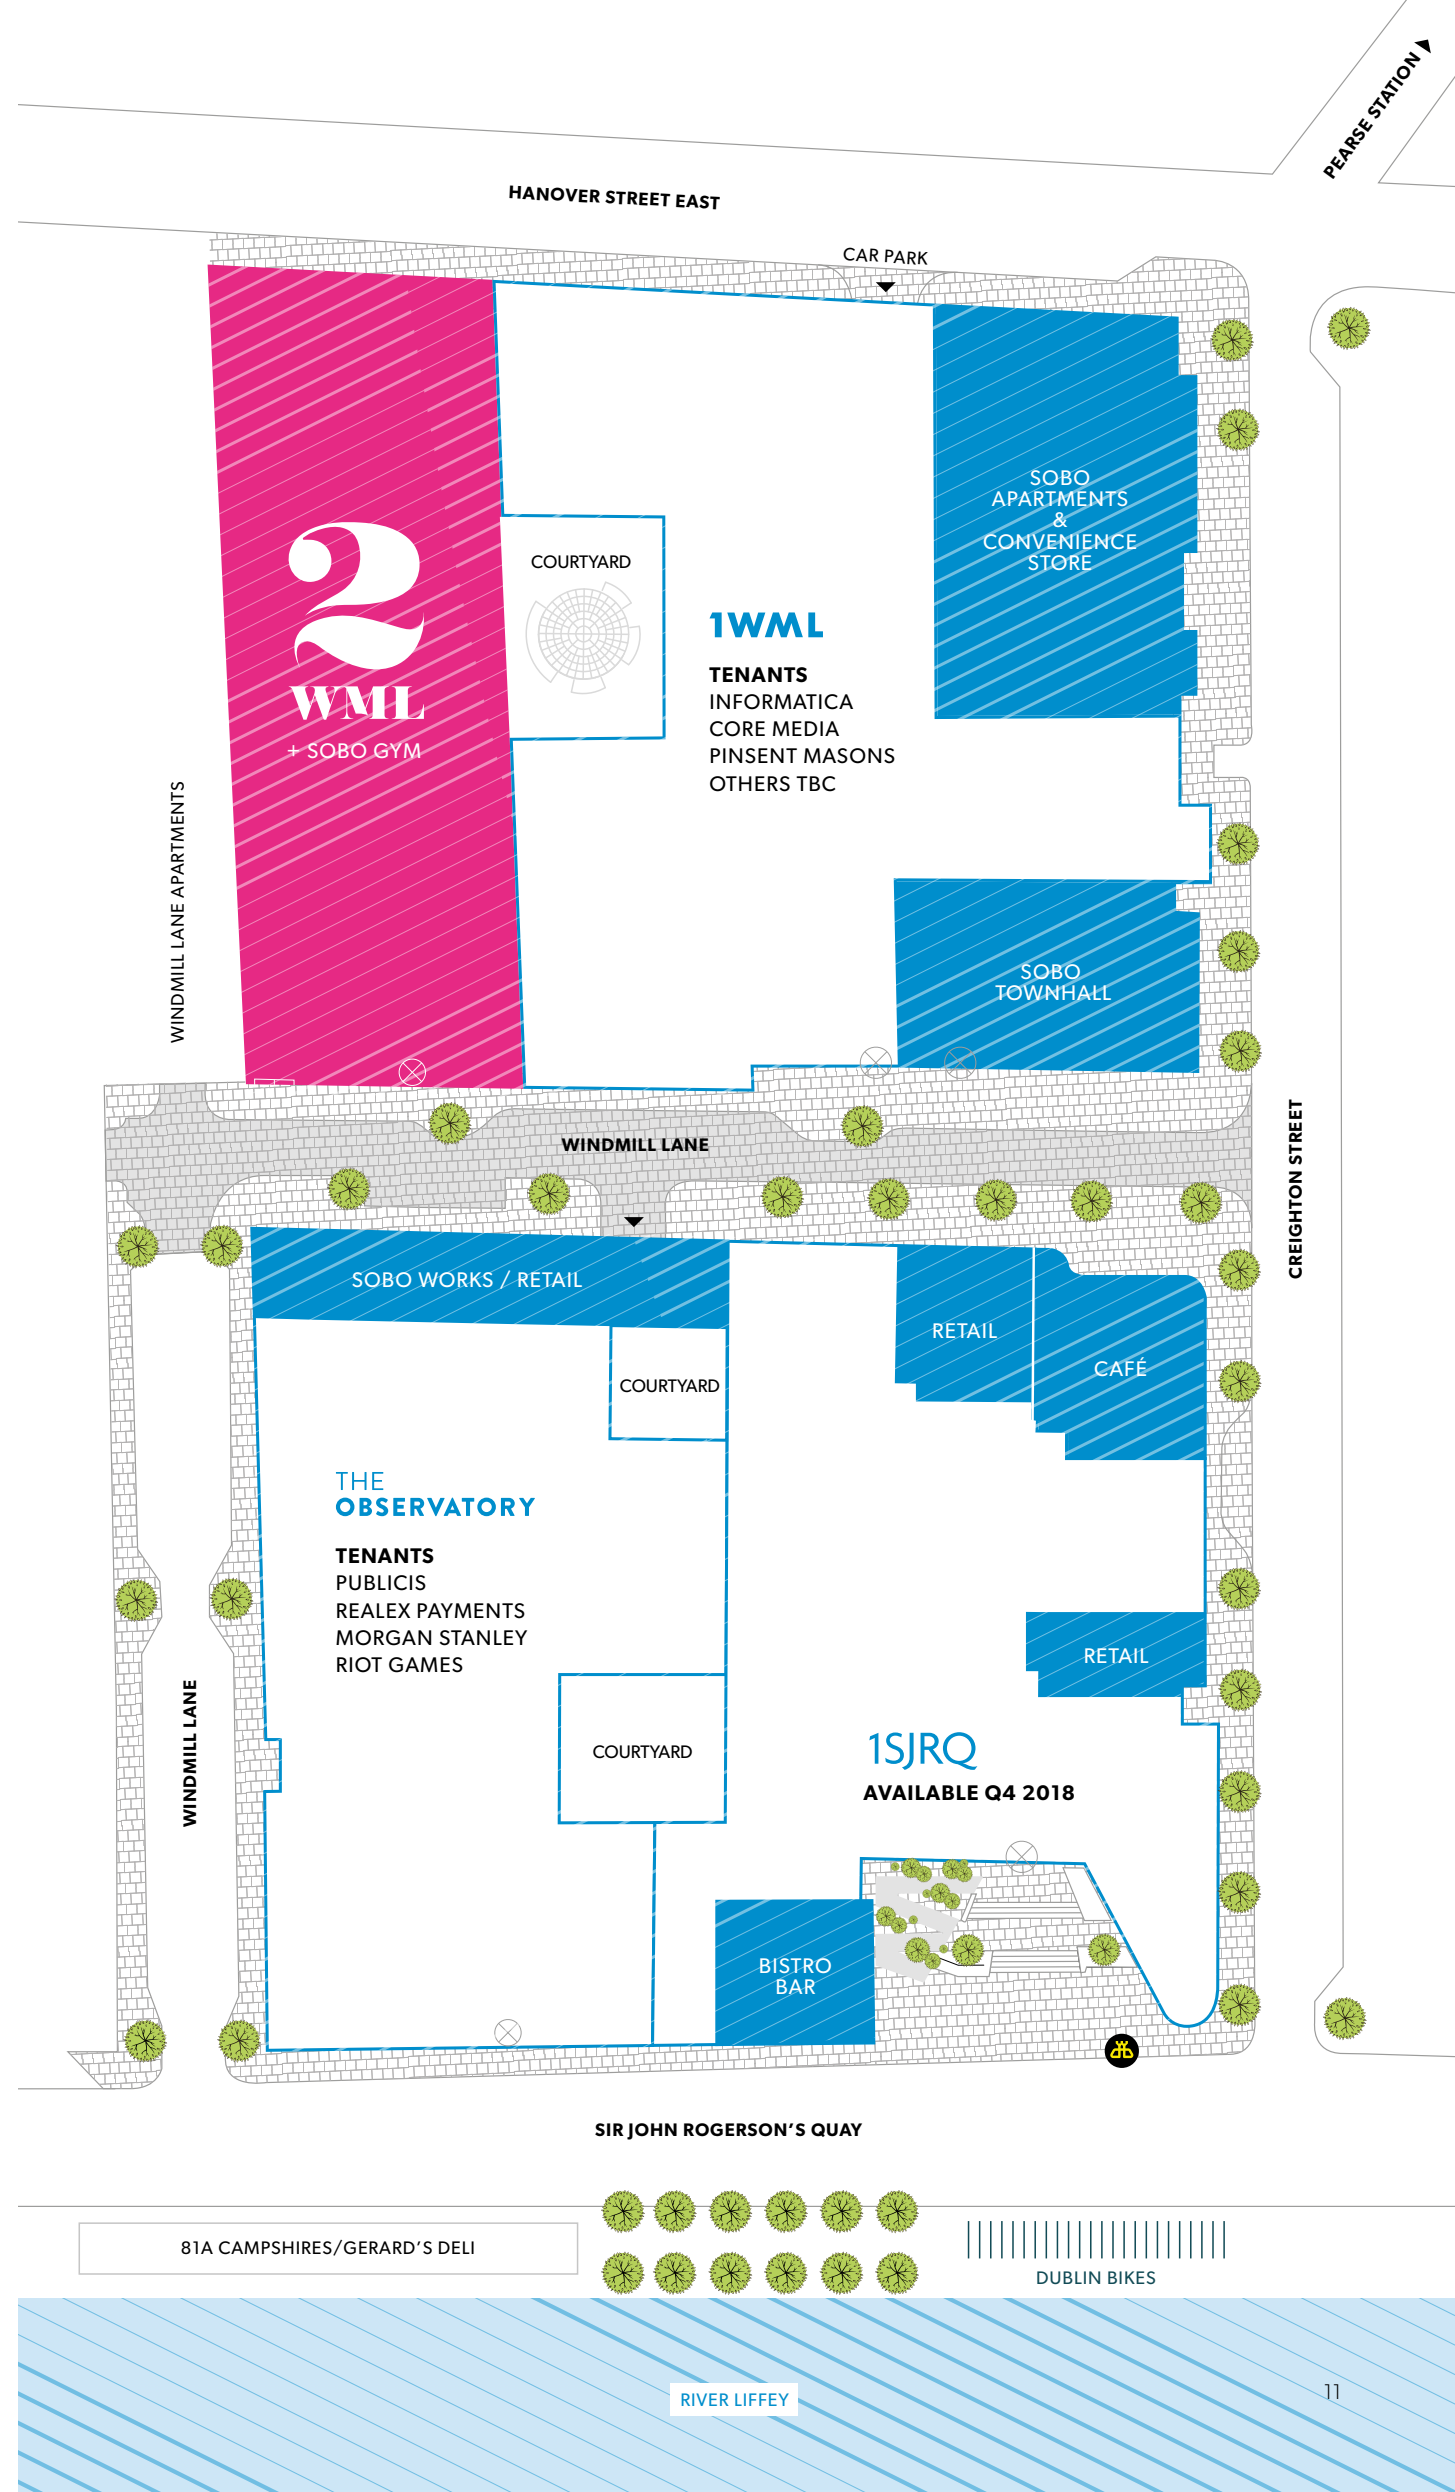 PEARSE STATION
HANOVER STREET EAST
CAR PARK
SOBO
APARTMENTS
&
CONVENIENCE
STORE
COURTYARD
2
WML
+ SOBO GYM
1WML
TENANTS
INFORMATICA
CORE MEDIA
PINSENT MASONS
OTHERS TBC
WINDMILL LANE APARTMENTS
SOBO
TOWNHALL
WINDMILL LANE
CREIGHTON STREET
SOBO WORKS / RETAIL
RETAIL
CAFÉ
COURTYARD
THE
OBSERVATORY
TENANTS
PUBLICIS
REALEX PAYMENTS
MORGAN STANLEY
RIOT GAMES
RETAIL
WINDMILL LANE
COURTYARD
1SJRQ
AVAILABLE Q4 2018
BISTRO
BAR
SIR JOHN ROGERSON'S QUAY
81A CAMPSHIRES/GERARD'S DELI
DUBLIN BIKES
RIVER LIFFEY
11